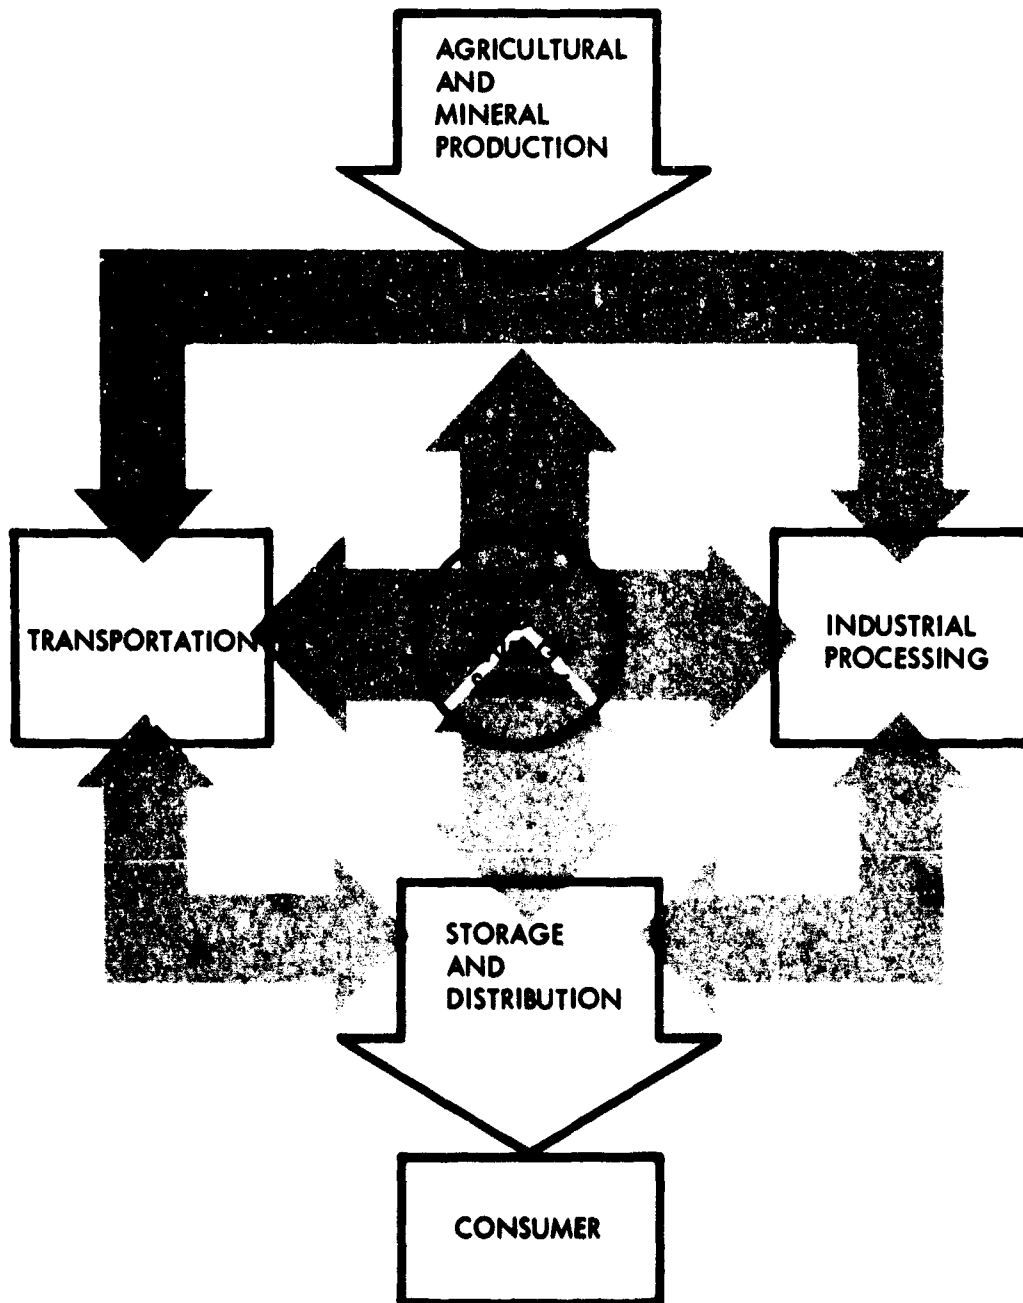 AGRICULTURAL
AND
MINERAL
PRODUCTION
TRANSPORTATION
INDUSTRIAL
PROCESSING
STORAGE
AND
DISTRIBUTION
CONSUMER